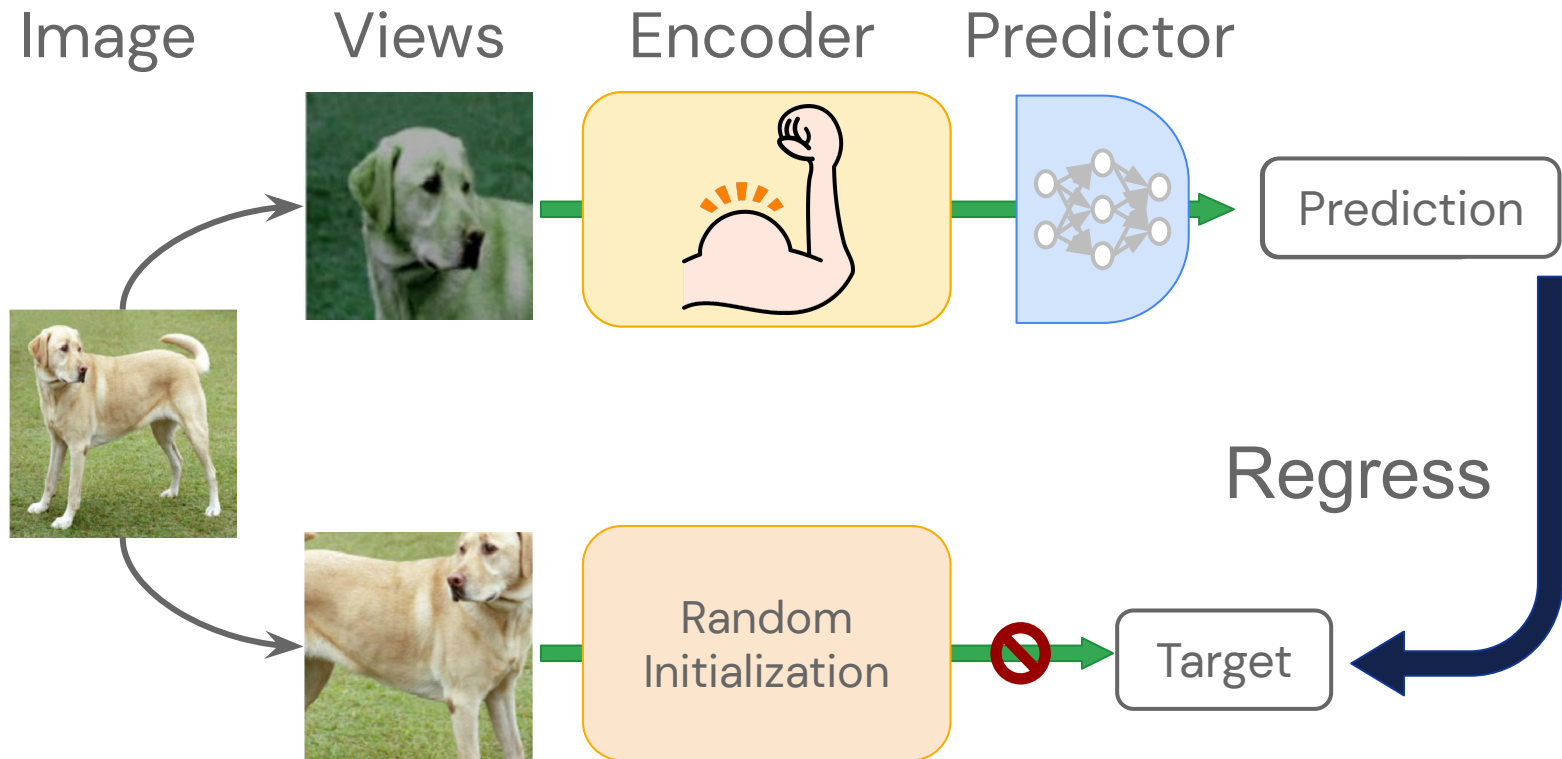 Image
Views
Encoder
Predictor
Prediction
Regress
Random
Initialization
Target